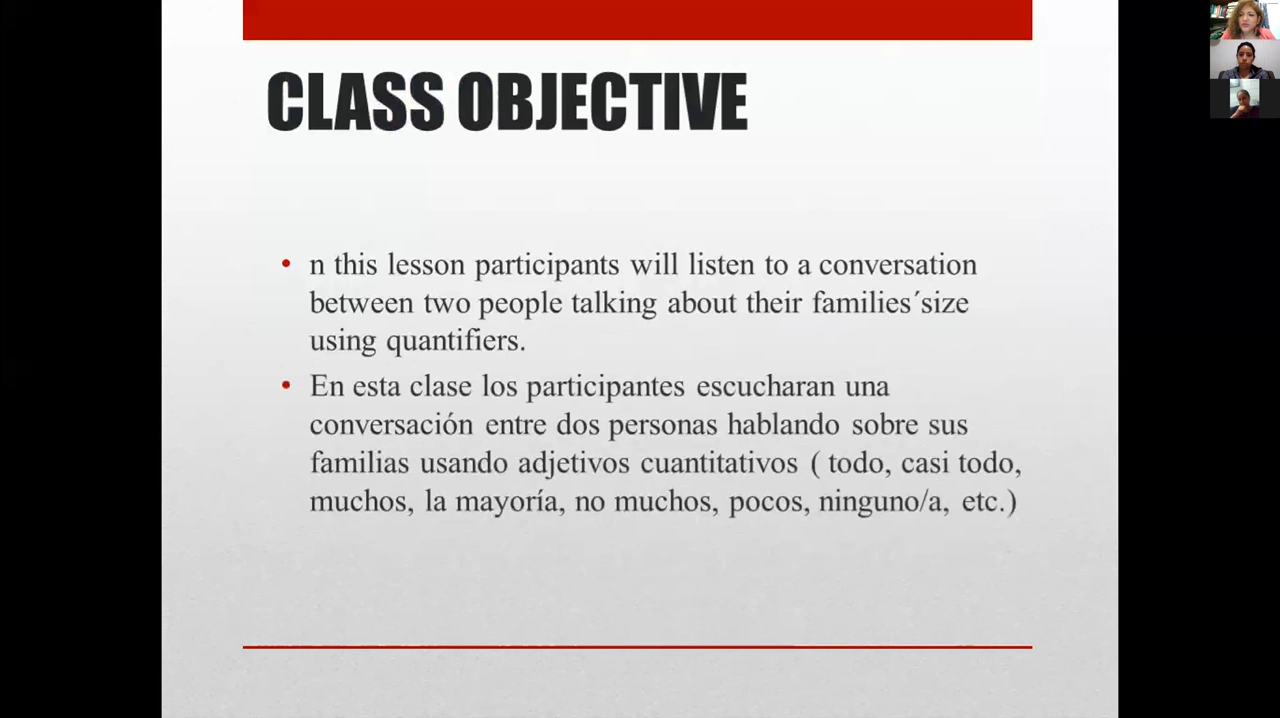 CLASS OBJECTIVE
• n this lesson participants will listen to a conversation
between two people talking about their families´size
using quantifiers.
• En esta clase los participantes escucharan una
conversación entre dos personas hablando sobre sus
familias usando adjetivos cuantitativos ( todo, casi todo,
muchos, la mayoría, no muchos, pocos, ninguno/a, etc.)